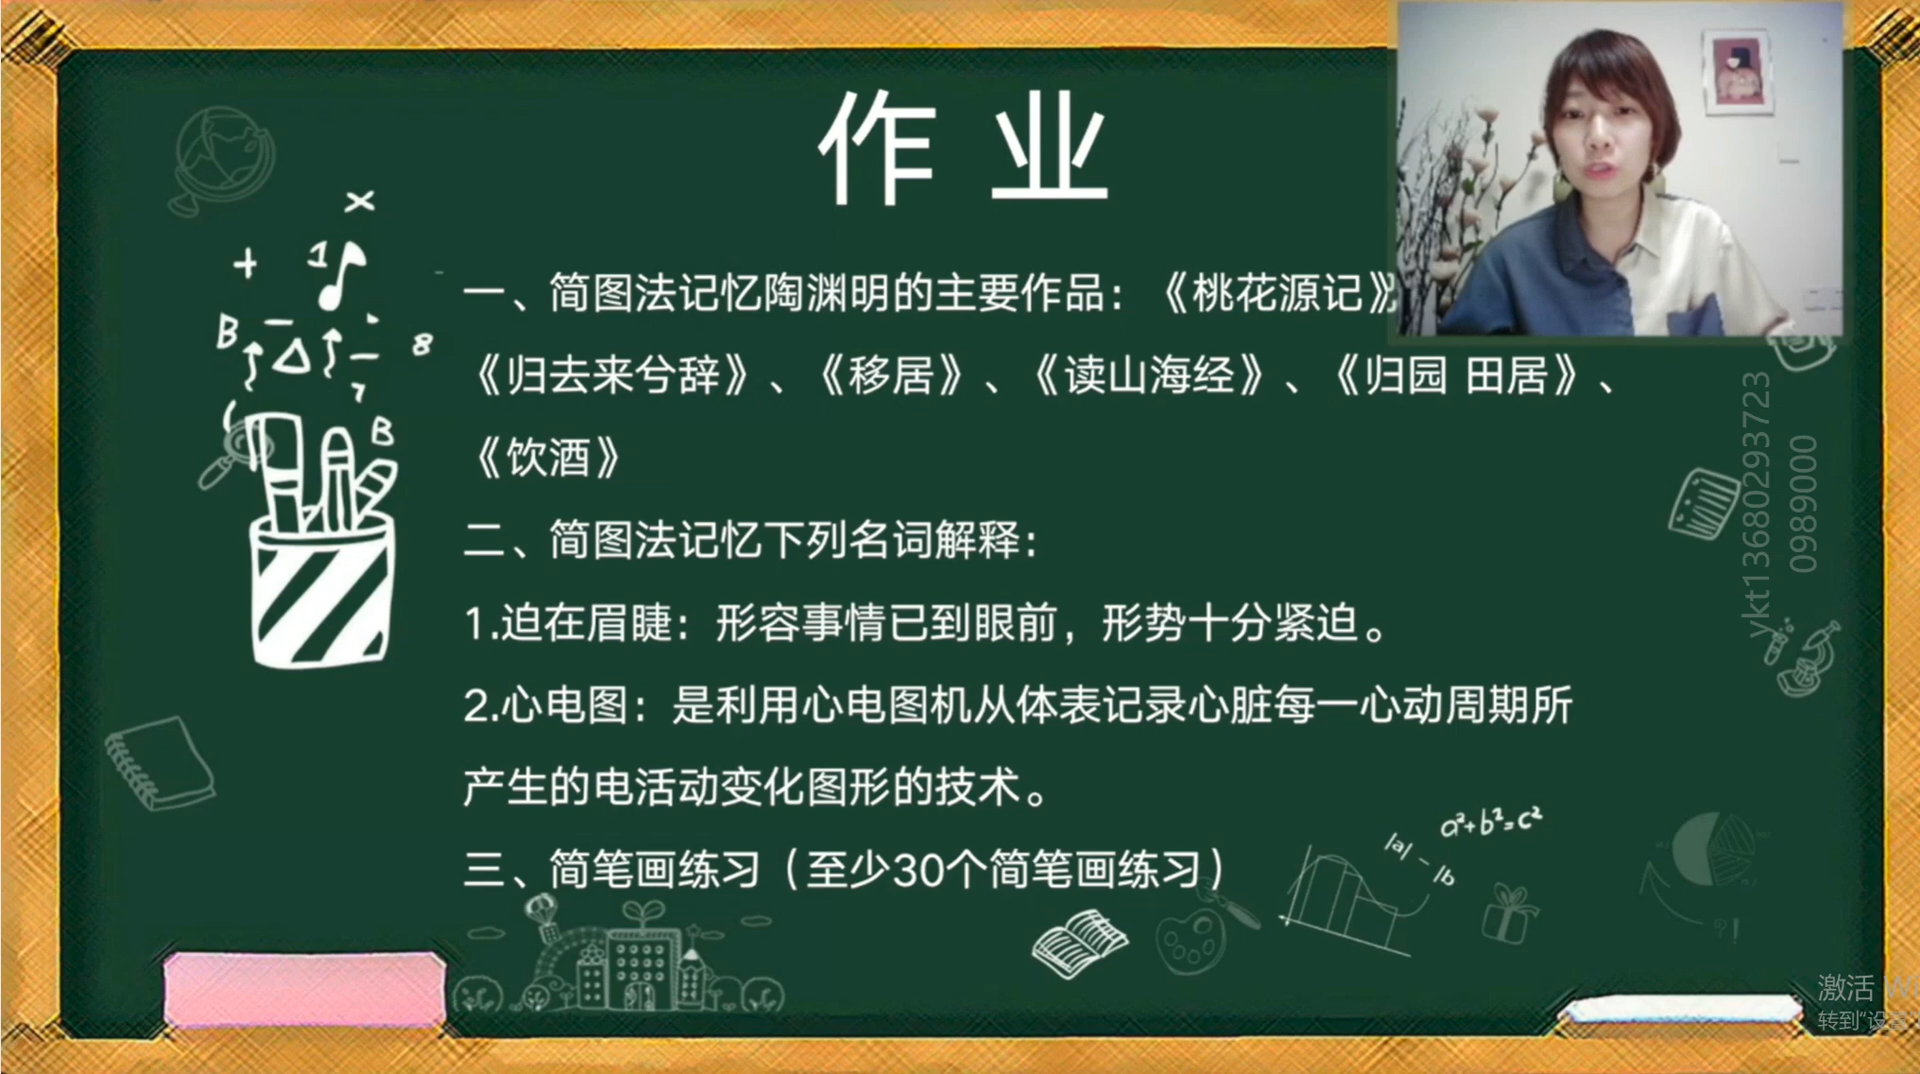 作 业
一、简图法记忆陶渊明的主要作品：《桃花源记》
《归去来兮辞》、《移居》、《读山海经》、《归园 田居》、
《饮酒》
二、简图法记忆下列名词解释：
1.迫在眉睫：形容事情已到眼前，形势十分紧迫。
2.心电图：是利用心电图机从体表记录心脏每一心动周期所
产生的电活动变化图形的技术。
三、简笔画练习（至少30个简笔画练习）
ykt1368029372​3
0989000
x
+ 1
B 8
7
B
a²+b²=c²
|a| - |b
?!
激活 W
转到“设置